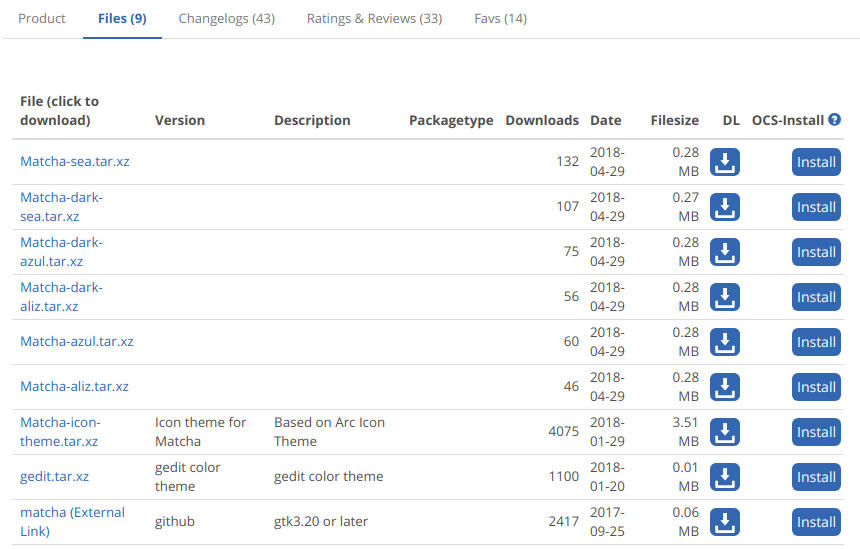 Product Files (9) Changelogs (43) Ratings & Reviews (33) Favs (14)
File (click to download) Version Description Packagetype Downloads Date Filesize DL OCS-Install ?
Matcha-sea.tar.xz 132 2018-04-29 0.28 MB Install
Matcha-dark-sea.tar.xz 107 2018-04-29 0.27 MB Install
Matcha-dark-azul.tar.xz 75 2018-04-29 0.28 MB Install
Matcha-dark-aliz.tar.xz 56 2018-04-29 0.28 MB Install
Matcha-azul.tar.xz 60 2018-04-29 0.28 MB Install
Matcha-aliz.tar.xz 46 2018-04-29 0.28 MB Install
Matcha-icon-theme.tar.xz Icon theme for Matcha Based on Arc Icon Theme 4075 2018-01-29 3.51 MB Install
gedit.tar.xz gedit color theme gedit color theme 1100 2018-01-20 0.01 MB Install
matcha (External Link) github gtk3.20 or later 2417 2017-09-25 0.06 MB Install